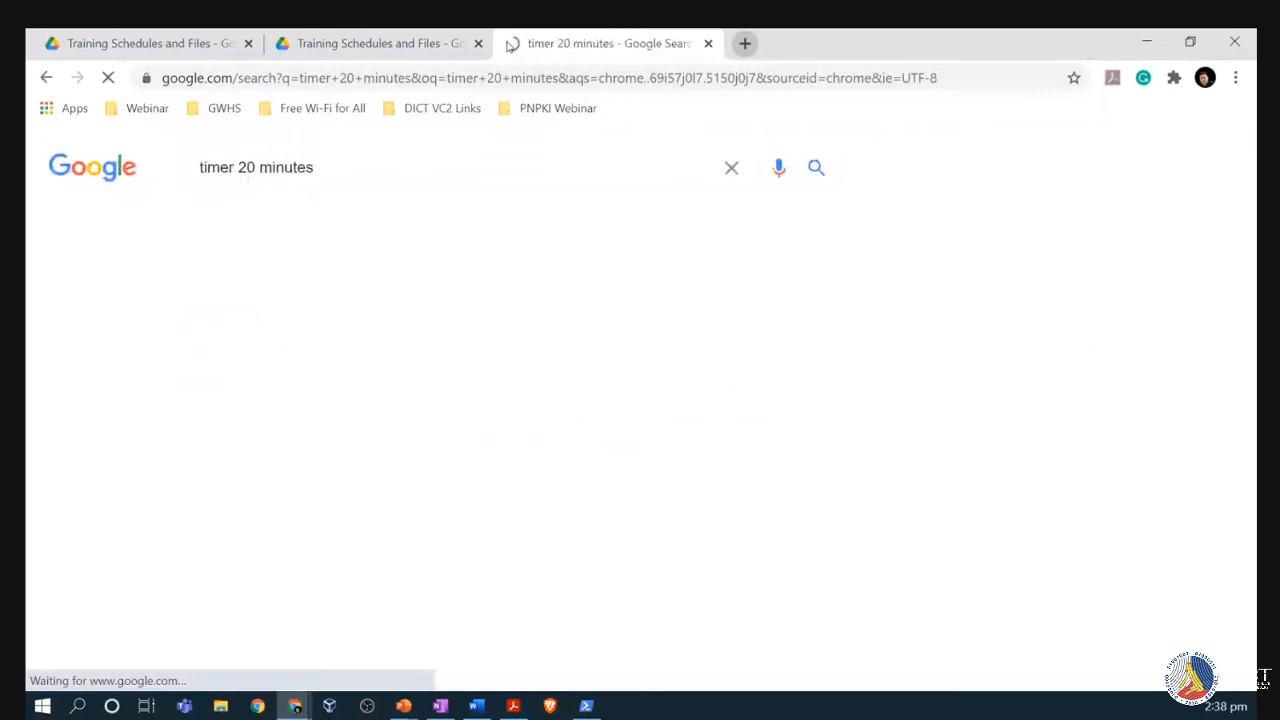 Training Schedules and Files - Go
Training Schedules and Files - Go
timer 20 minutes - Google Sear
google.com/search?q=timer+20+minutes&oq=timer+20+minutes&aqs=chrome..69i57j0l7.5150j0j7&sourceid=chrome&ie=UTF-8
Apps
Webinar
GWHS
Free Wi-Fi for All
DICT VC2 Links
PNPKI Webinar
Google
timer 20 minutes
Waiting for www.google.com...
2:38 pm